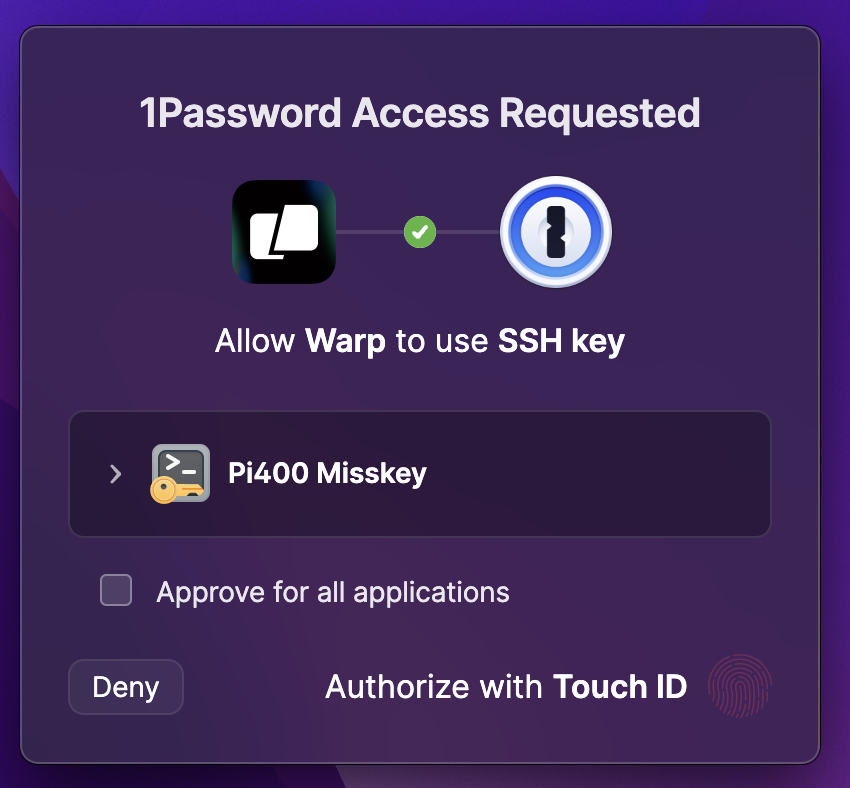 1Password Access Requested
Allow Warp to use SSH key
Pi400 Misskey
Approve for all applications
Deny
Authorize with Touch ID